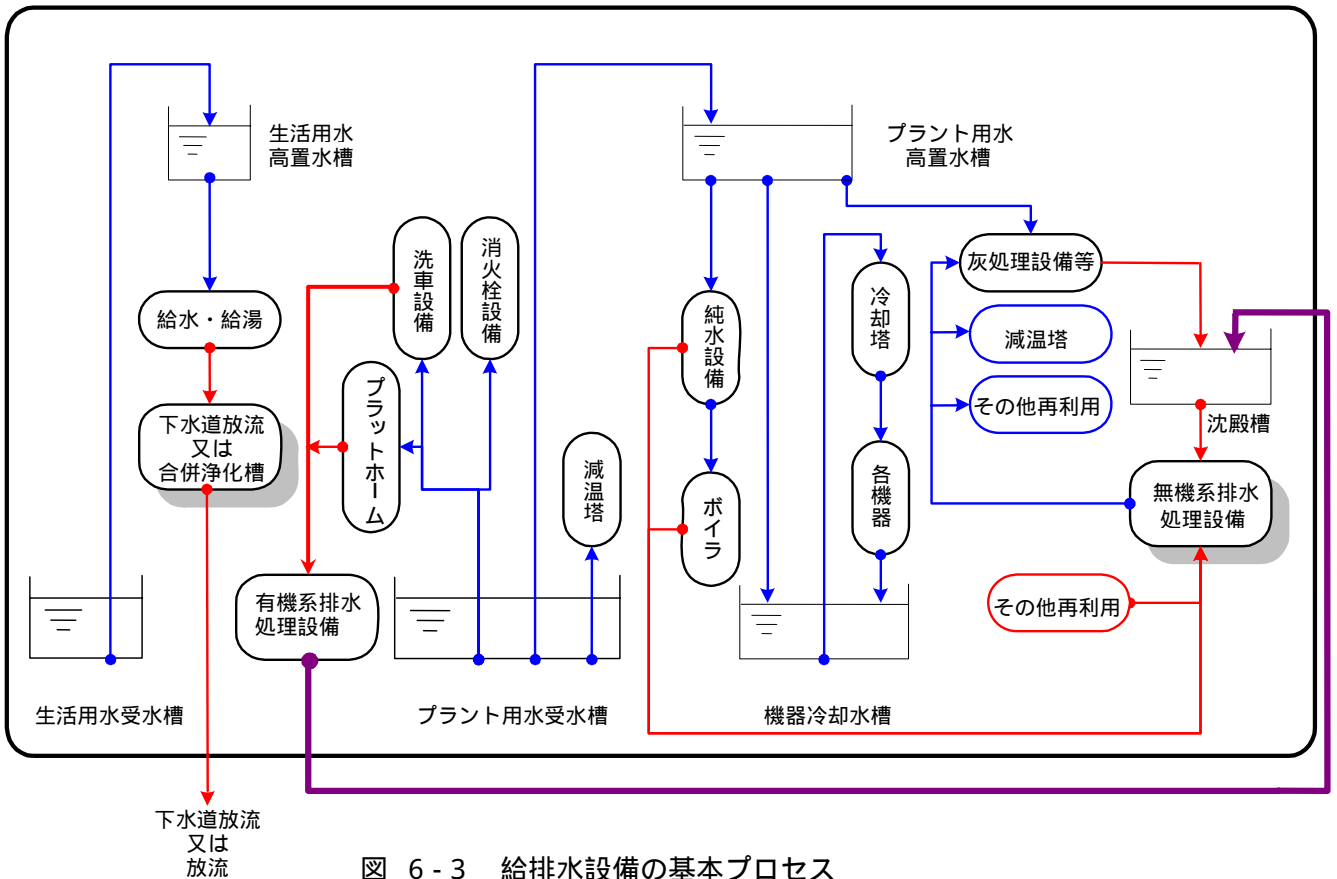 生活用水
高置水槽
プラント用水
高置水槽
洗車設備
消火栓設備
灰処理設備等
冷却塔
給水・給湯
純水設備
減温塔
プラットホーム
その他再利用
下水道放流
又は
合併浄化槽
沈殿槽
減温塔
各機器
ボイラ
無機系排水
処理設備
有機系排水
処理設備
その他再利用
生活用水受水槽
プラント用水受水槽
機器冷却水槽
下水道放流
又は
放流
図 6-3 給排水設備の基本プロセス